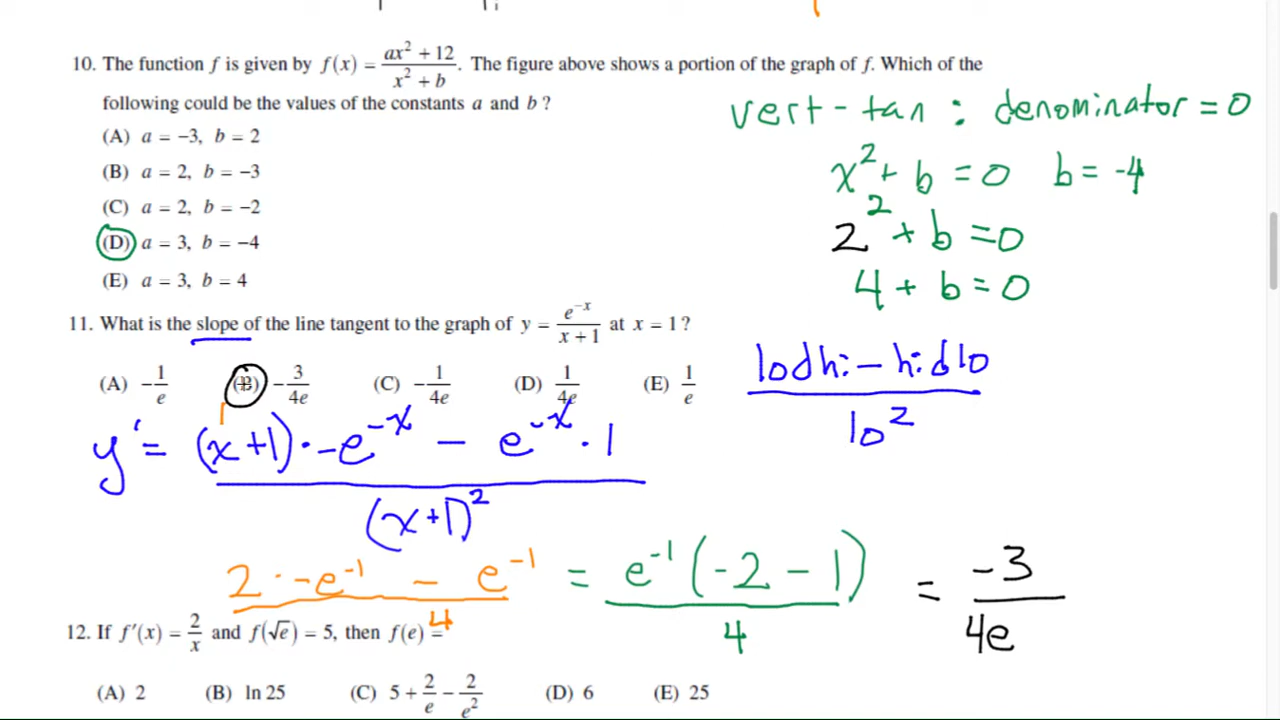 10. The function f is given by f(x) = (ax² + 12)/(x² + b). The figure above shows a portion of the graph of f. Which of the
following could be the values of the constants a and b ?
(A) a = −3, b = 2
(B) a = 2, b = −3
(C) a = 2, b = −2
(D) a = 3, b = −4
(E) a = 3, b = 4
vert - tan : denominator = 0
x² + b = 0 b = -4
2² + b = 0
4 + b = 0
11. What is the slope of the line tangent to the graph of y = e⁻ˣ/(x + 1) at x = 1 ?
(A) −1/e (B) −3/4e (C) −1/4e (D) 1/4e (E) 1/e
lodhi - hidlo
lo²
y' = (x+1) · -e⁻ˣ - e⁻ˣ · 1
(x+1)²
2 · -e⁻¹ - e⁻¹ = e⁻¹(-2 - 1) = -3
4 4 4e
12. If f′(x) = 2/x and f(√e) = 5, then f(e) =
(A) 2 (B) ln 25 (C) 5 + 2/e − 2/e² (D) 6 (E) 25